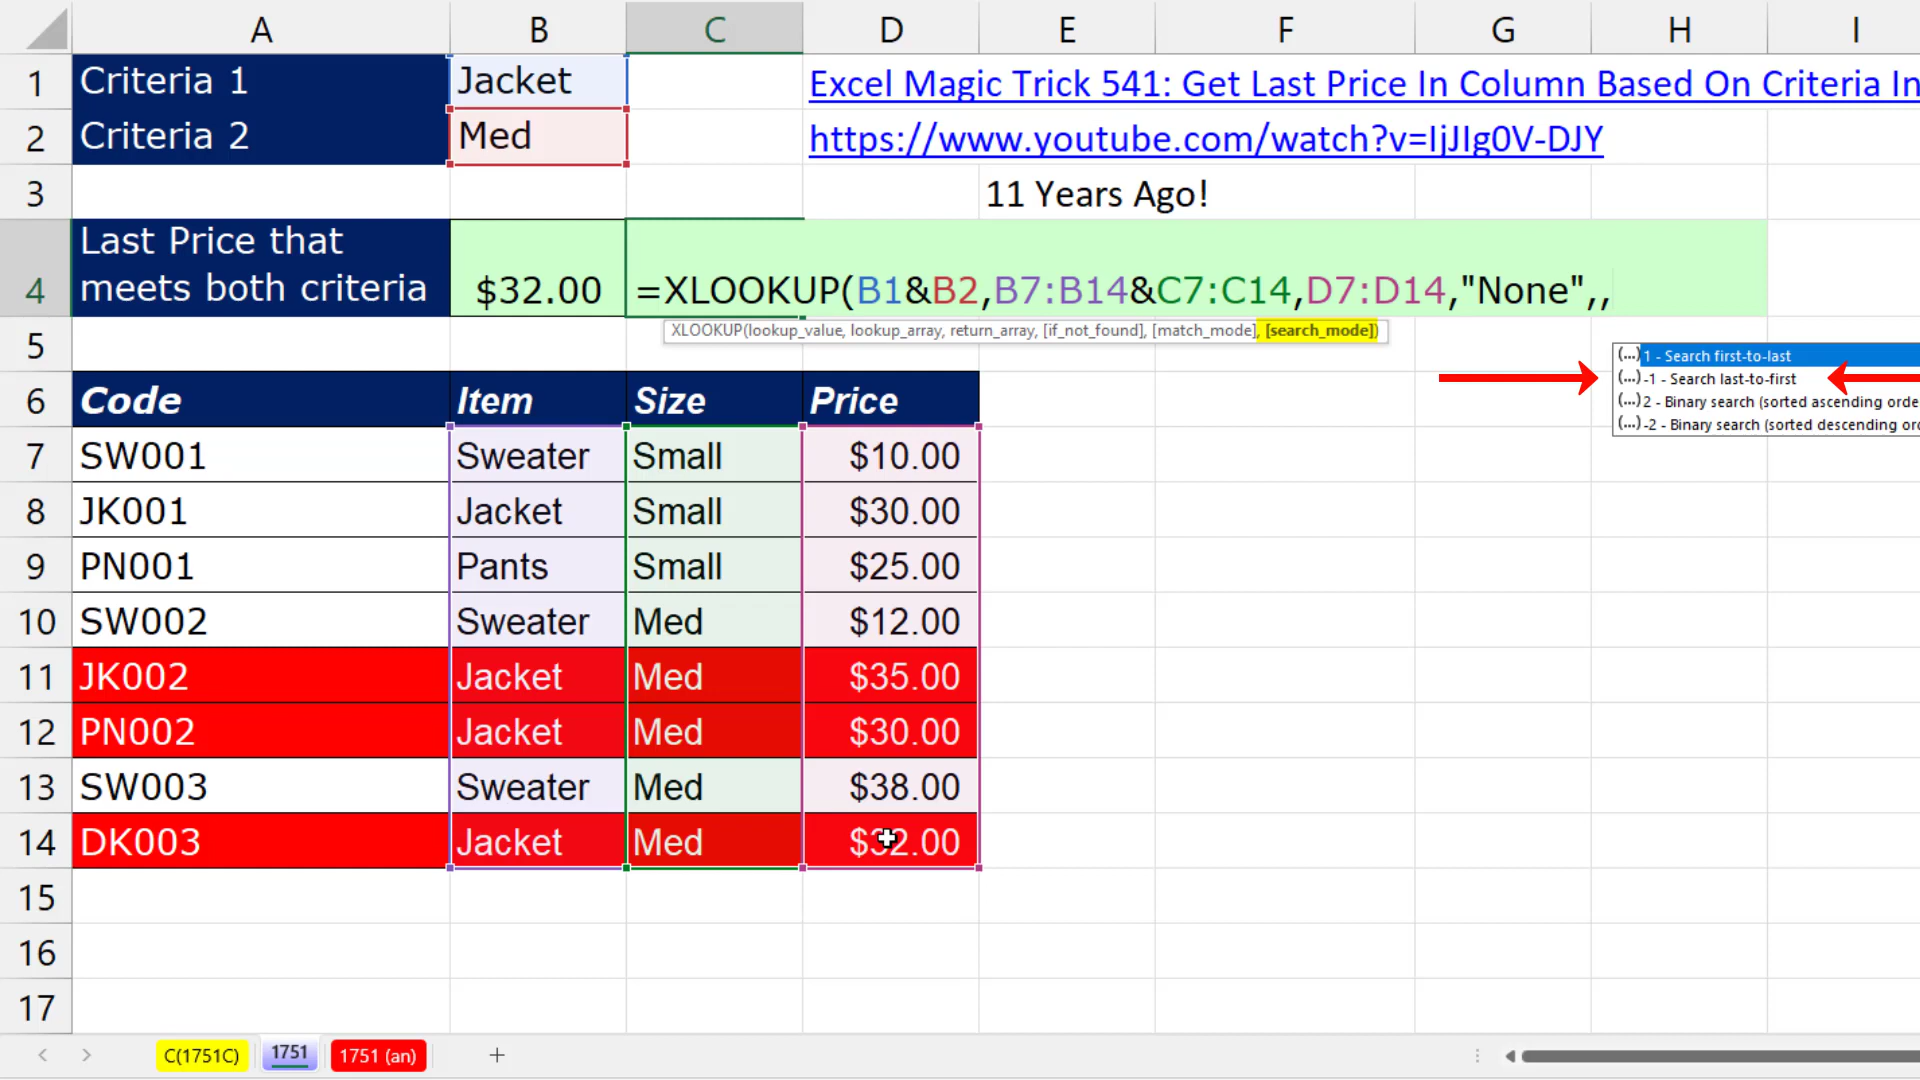 A B C D E F G H I
1 Criteria 1 Jacket Excel Magic Trick 541: Get Last Price In Column Based On Criteria In
2 Criteria 2 Med https://www.youtube.com/watch?v=IjJIg0V-DJY
3 11 Years Ago!
Last Price that
4 meets both criteria $32.00 =XLOOKUP(B1&B2,B7:B14&C7:C14,D7:D14,"None",,
XLOOKUP(lookup_value, lookup_array, return_array, [if_not_found], [match_mode], [search_mode])
5
(...) 1 - Search first-to-last
(...) -1 - Search last-to-first
(...) 2 - Binary search (sorted ascending orde
(...) -2 - Binary search (sorted descending orc
6 Code Item Size Price
7 SW001 Sweater Small $10.00
8 JK001 Jacket Small $30.00
9 PN001 Pants Small $25.00
10 SW002 Sweater Med $12.00
11 JK002 Jacket Med $35.00
12 PN002 Jacket Med $30.00
13 SW003 Sweater Med $38.00
14 DK003 Jacket Med $32.00
15
16
17
C(1751C) 1751 1751 (an)